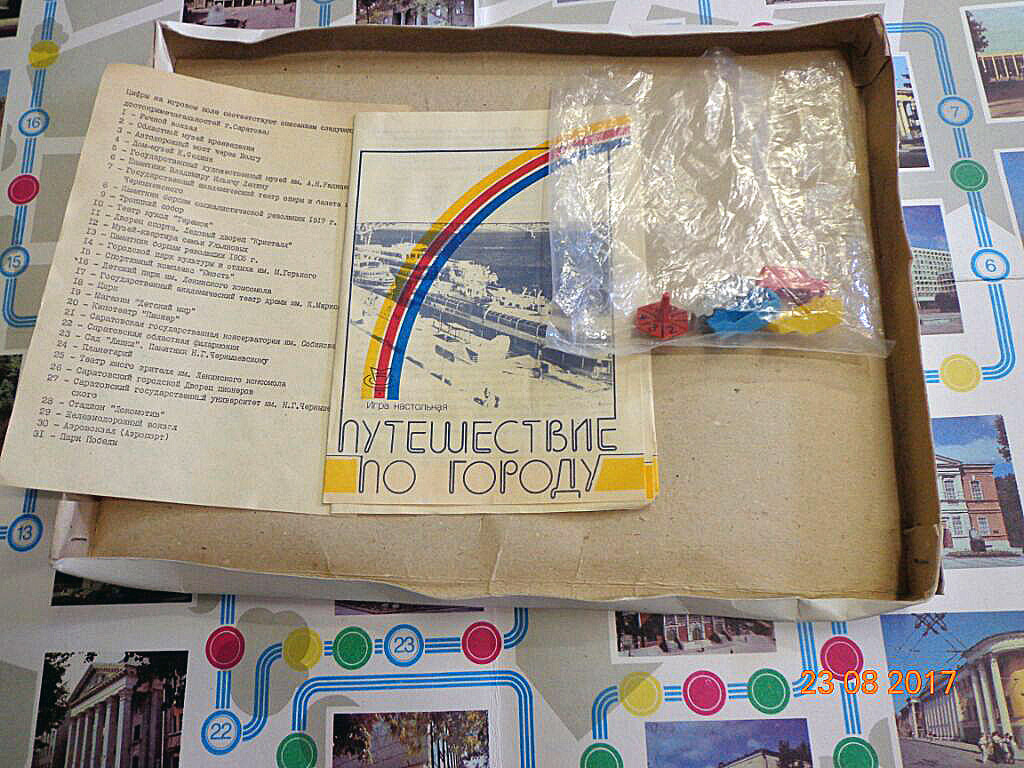 Цифры на игровом поле соответствуют описанию следующ
достопримечательностей г.Саратова:
1 - Речной вокзал
2 - Областной музей краеведения
3 - Автодорожный мост через Волгу
4 - Дом-музей К.Федина
5 - Государственный художественный музей им. А.Н.Радище
6 - Памятник Владимиру Ильичу Ленину
7 - Государственный академический театр оперы и балета
Чернышевского
8 - Памятник борцам социалистической революции 1917 г.
9 - Троицкий собор
10 - Театр кукол "Теремок"
11 - Дворец спорта. Ледовый дворец "Кристалл"
12 - Музей-квартира семьи Ульяновых
13 - Памятник борцам революции 1905 г.
14 - Городской парк культуры и отдыха им. М.Горького
15 - Спортивный комплекс "Юность"
16 - Детский парк им. Ленинского комсомола
17 - Государственный академический театр драмы им. К.Маркс
18 - Цирк
19 - Магазин "Детский мир"
20 - Кинотеатр "Пионер"
21 - Саратовская государственная консерватория им. Собинова
22 - Саратовская областная филармония
23 - Сад "Липки". Памятник Н.Г.Чернышевскому
24 - Планетарий
25 - Театр юного зрителя им. Ленинского комсомола
26 - Саратовский городской Дворец пионеров
27 - Саратовский государственный университет им. Н.Г.Черныше
ского
28 - Стадион "Локомотив"
29 - Железнодорожный вокзал
30 - Аэровокзал (Аэропорт)
31 - Парк Победы
Игра настольная
ПУТЕШЕСТВИЕ
ПО ГОРОДУ
16
15
13
7
6
23
22
23 08 2017